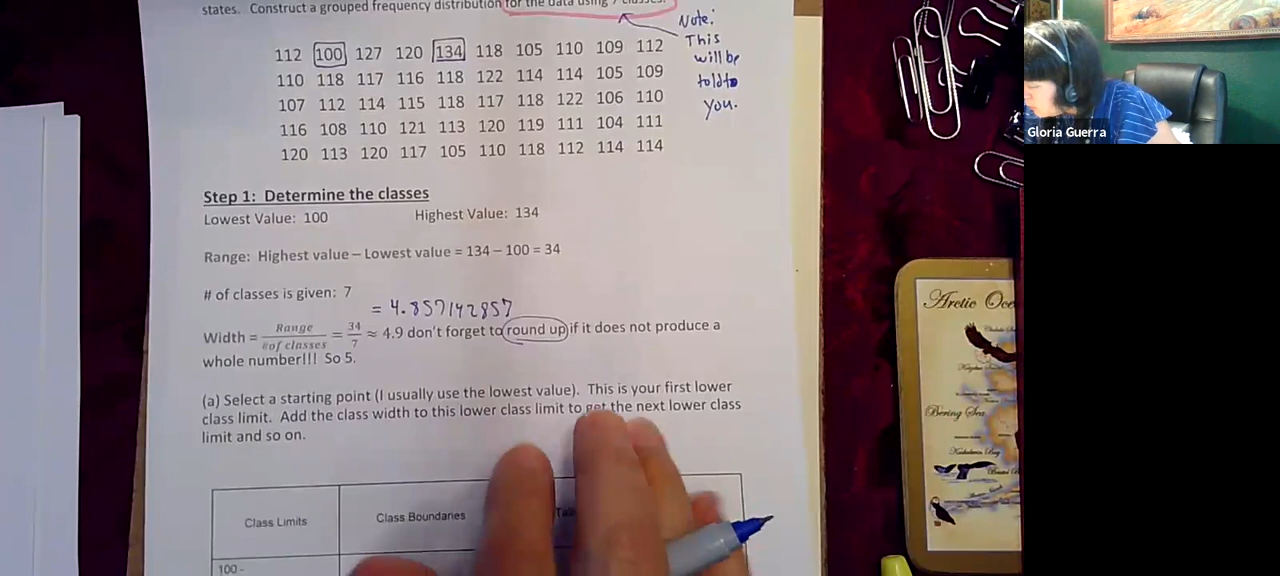 states. Construct a grouped frequency distribution for the data using 7 classes.
Note:
This
will be
told to
you.
112 100 127 120 134 118 105 110 109 112
110 118 117 116 118 122 114 114 105 109
107 112 114 115 118 117 118 122 106 110
116 108 110 121 113 120 119 111 104 111
120 113 120 117 105 110 118 112 114 114
Step 1: Determine the classes
Lowest Value: 100 Highest Value: 134
Range: Highest value – Lowest value = 134 – 100 = 34
# of classes is given: 7
= 4.857142857
Width = Range / # of classes = 34/7 ≈ 4.9 don't forget to round up if it does not produce a
whole number!!! So 5.
(a) Select a starting point (I usually use the lowest value). This is your first lower
class limit. Add the class width to this lower class limit to get the next lower class
limit and so on.
Class Limits Class Boundaries
100 -
Gloria Guerra
Arctic Oce
Bering Sea